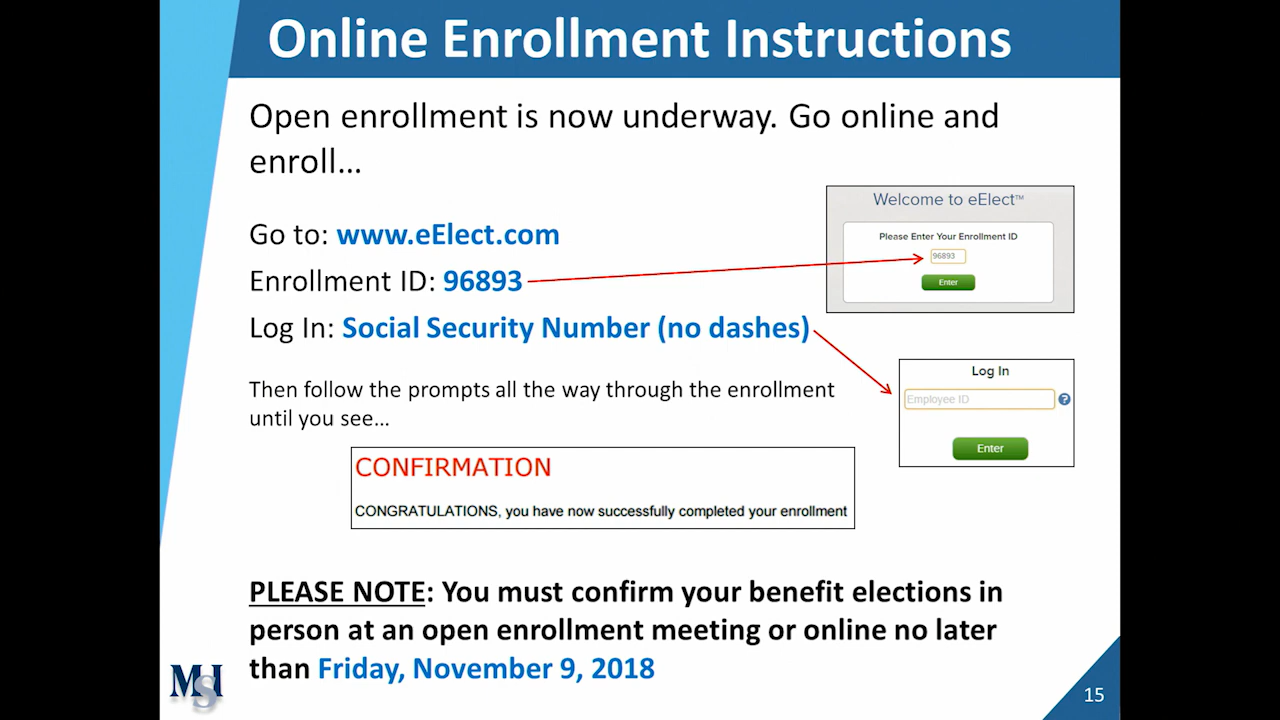 Online Enrollment Instructions
Open enrollment is now underway. Go online and
enroll...
Go to: www.eElect.com
Enrollment ID: 96893
Log In: Social Security Number (no dashes)
Welcome to eElect™
Please Enter Your Enrollment ID
96893
Enter
Log In
Employee ID
?
Enter
Then follow the prompts all the way through the enrollment
until you see...
CONFIRMATION
CONGRATULATIONS, you have now successfully completed your enrollment
PLEASE NOTE: You must confirm your benefit elections in
person at an open enrollment meeting or online no later
than Friday, November 9, 2018
MSI
15